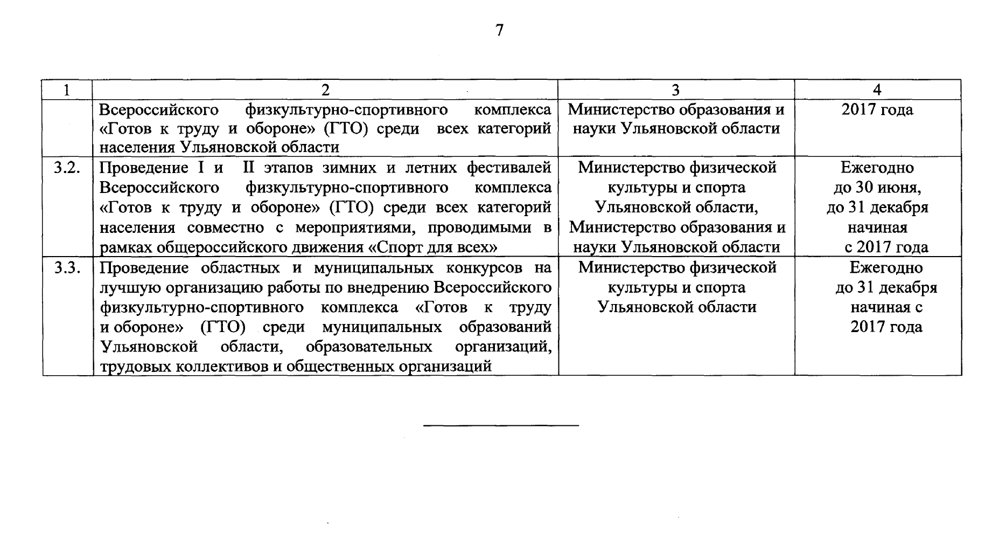 7
1 2 3 4
Всероссийского физкультурно-спортивного комплекса
«Готов к труду и обороне» (ГТО) среди всех категорий
населения Ульяновской области
Министерство образования и
науки Ульяновской области
2017 года
3.2.
Проведение I и II этапов зимних и летних фестивалей
Всероссийского физкультурно-спортивного комплекса
«Готов к труду и обороне» (ГТО) среди всех категорий
населения совместно с мероприятиями, проводимыми в
рамках общероссийского движения «Спорт для всех»
Министерство физической
культуры и спорта
Ульяновской области,
Министерство образования и
науки Ульяновской области
Ежегодно
до 30 июня,
до 31 декабря
начиная
с 2017 года
3.3.
Проведение областных и муниципальных конкурсов на
лучшую организацию работы по внедрению Всероссийского
физкультурно-спортивного комплекса «Готов к труду
и обороне» (ГТО) среди муниципальных образований
Ульяновской области, образовательных организаций,
трудовых коллективов и общественных организаций
Министерство физической
культуры и спорта
Ульяновской области
Ежегодно
до 31 декабря
начиная с
2017 года